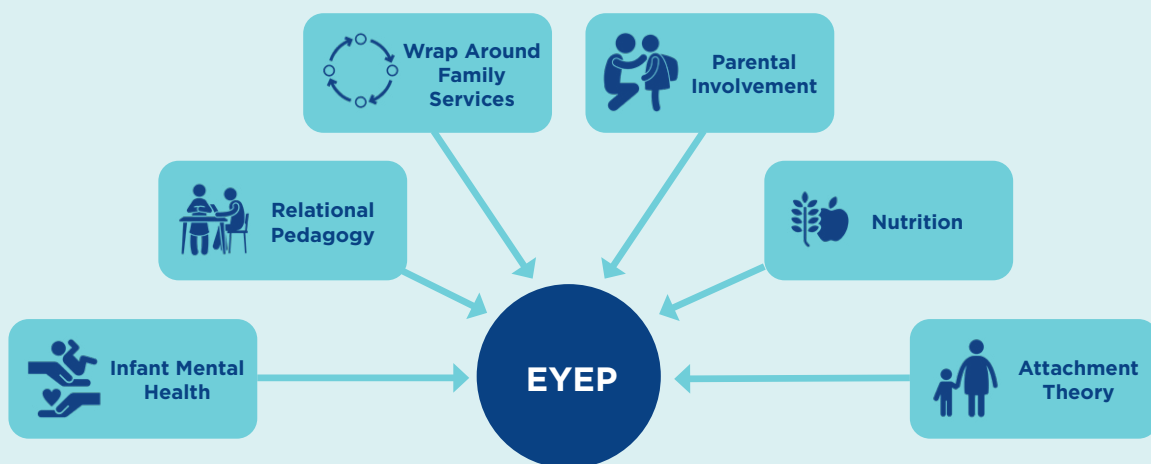 Wrap Around
Family
Services
Parental
Involvement
Relational
Pedagogy
Nutrition
Infant Mental
Health
EYEP
Attachment
Theory